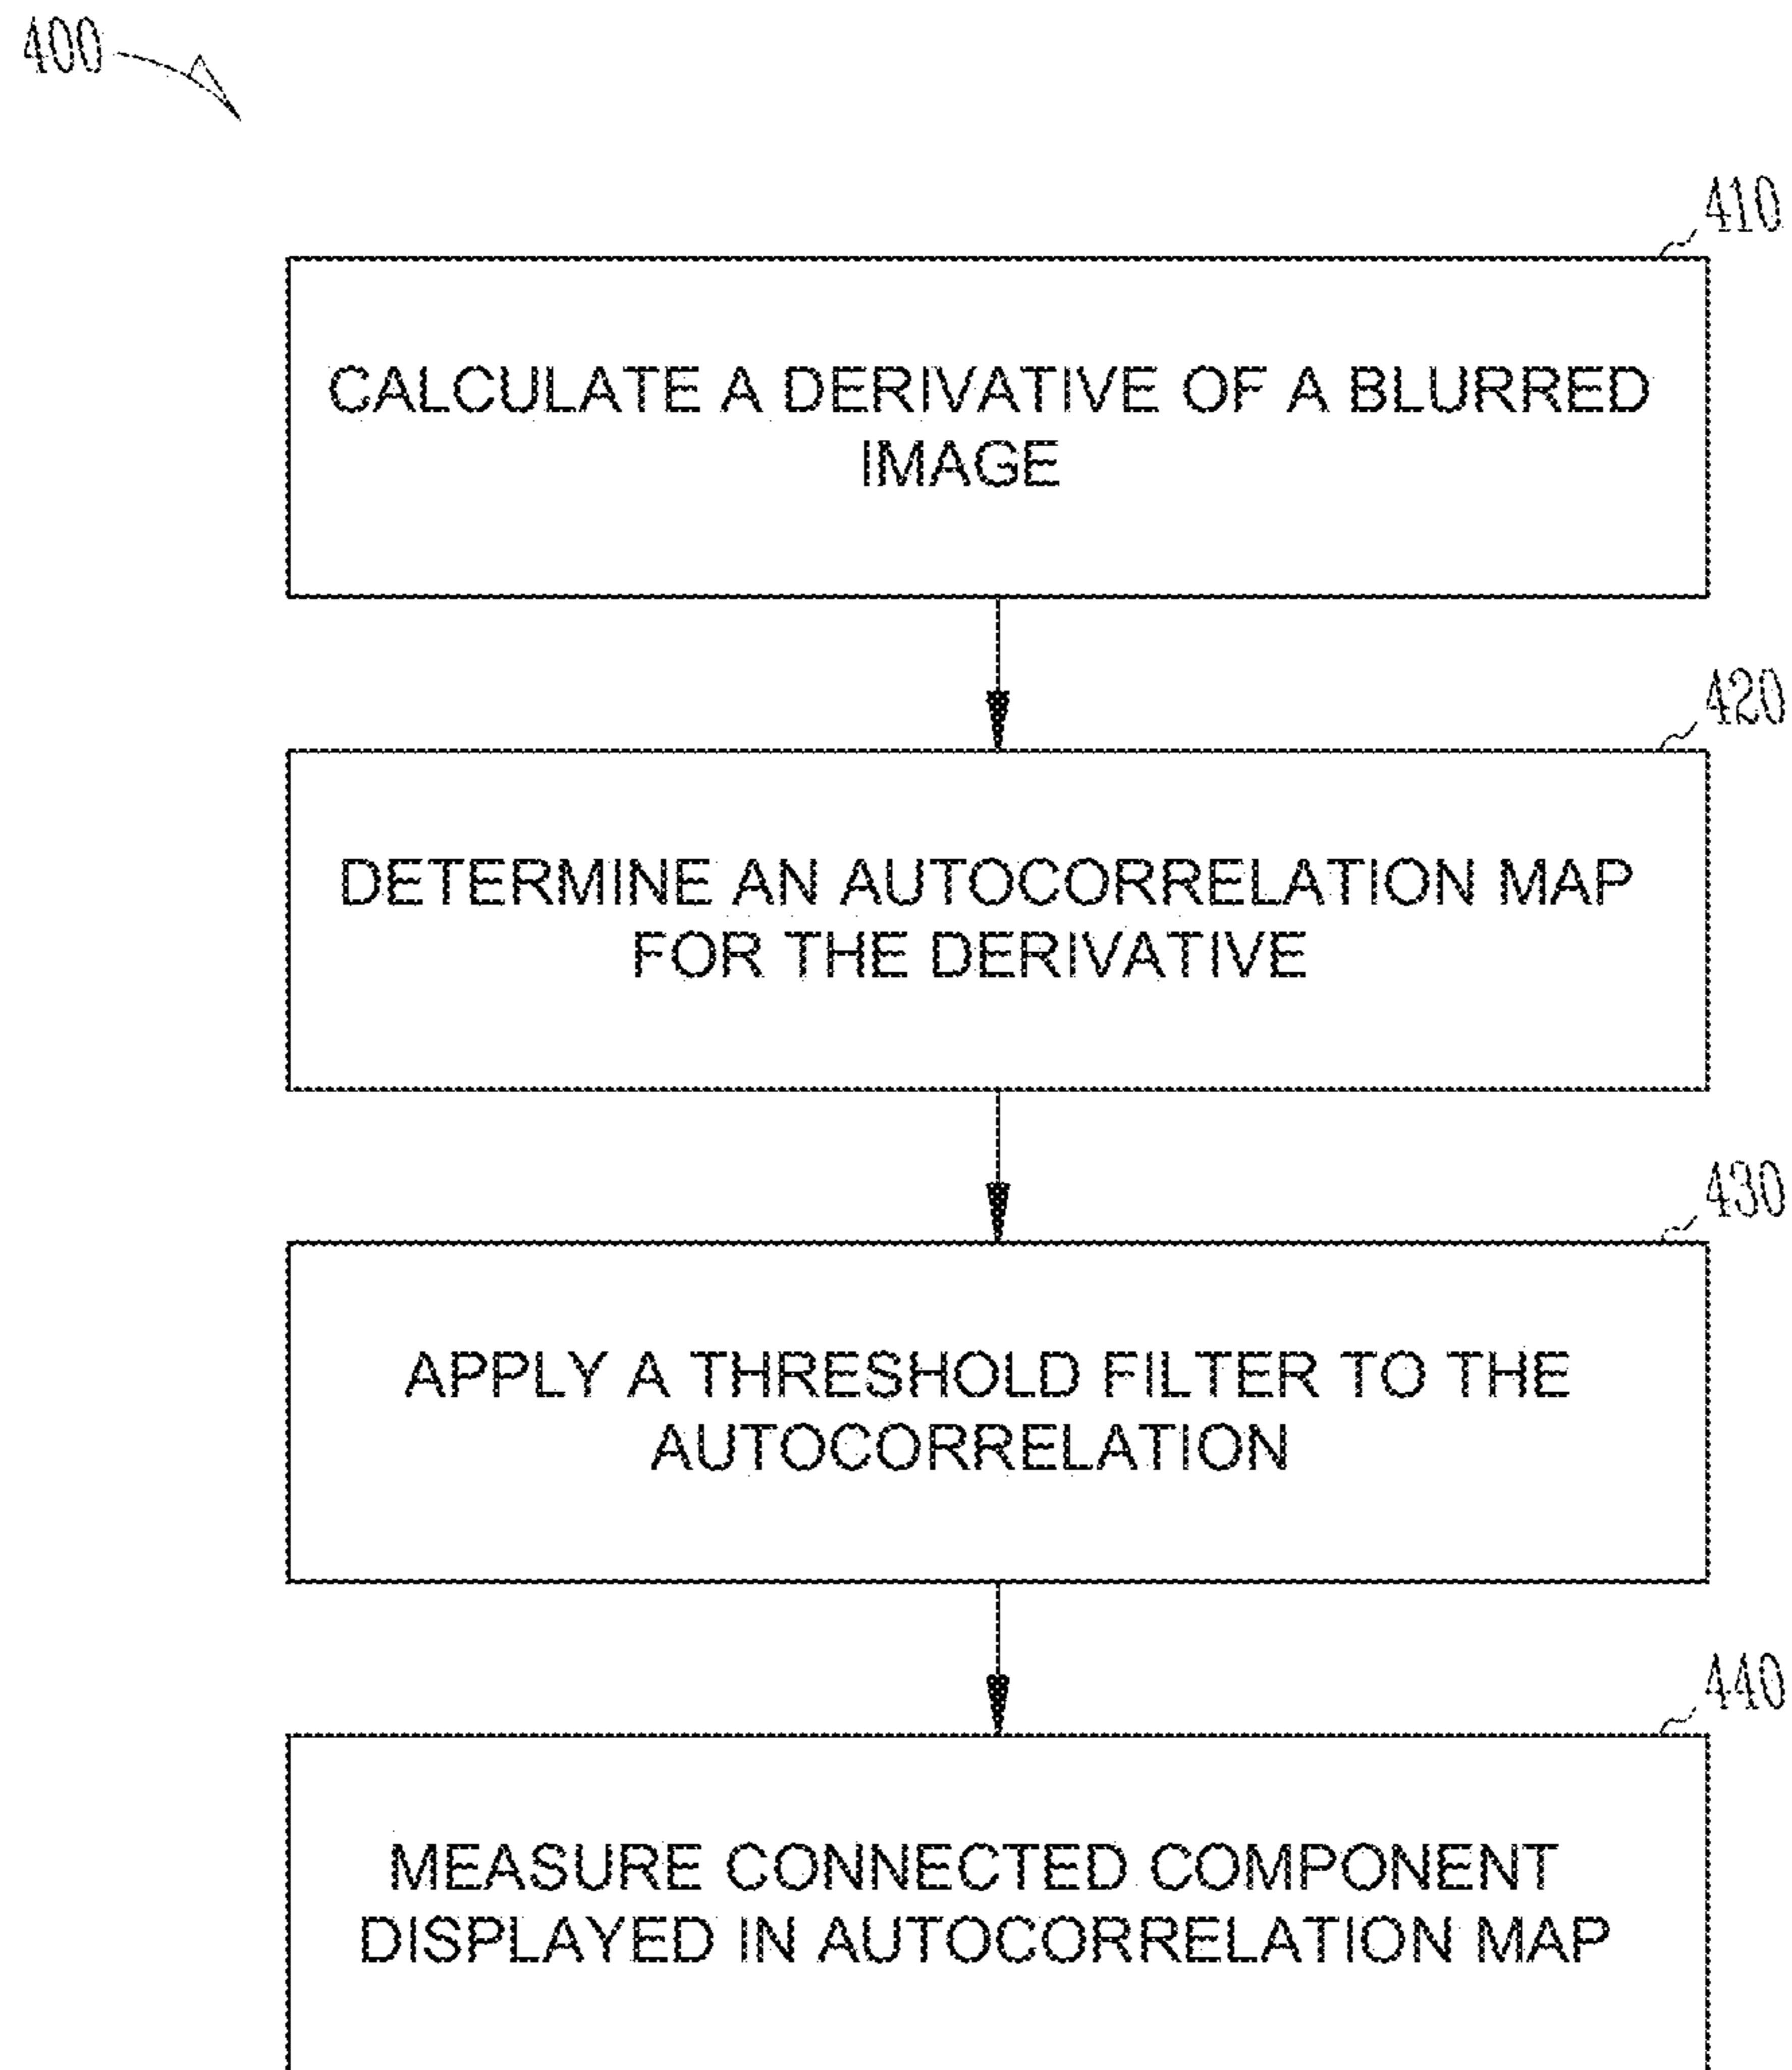 400
410
CALCULATE A DERIVATIVE OF A BLURRED
IMAGE
420
DETERMINE AN AUTOCORRELATION MAP
FOR THE DERIVATIVE
430
APPLY A THRESHOLD FILTER TO THE
AUTOCORRELATION
440
MEASURE CONNECTED COMPONENT
DISPLAYED IN AUTOCORRELATION MAP